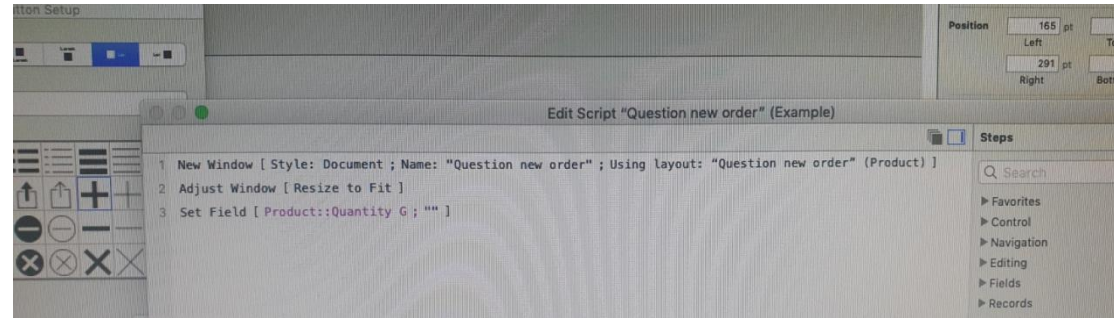 tton Setup
Position 165 pt
Left
291 pt
Right
Edit Script "Question new order" (Example)
Steps
1 New Window [ Style: Document ; Name: "Question new order" ; Using layout: "Question new order" (Product) ]
2 Adjust Window [ Resize to Fit ]
3 Set Field [ Product::Quantity G ; "" ]
Search
Favorites
Control
Navigation
Editing
Fields
Records